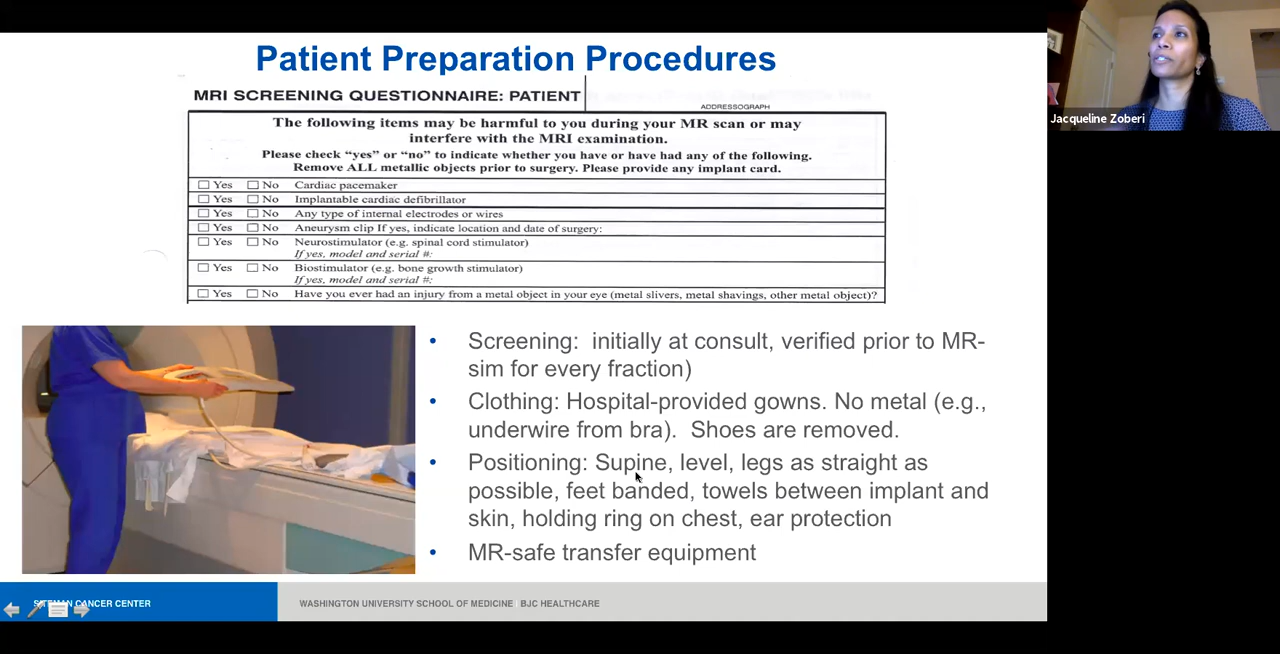 Patient Preparation Procedures
MRI SCREENING QUESTIONNAIRE: PATIENT
ADDRESSOGRAPH
The following items may be harmful to you during your MR scan or may
interfere with the MRI examination.
Please check “yes” or “no” to indicate whether you have or have had any of the following.
Remove ALL metallic objects prior to surgery. Please provide any implant card.
☐ Yes ☐ No Cardiac pacemaker
☐ Yes ☐ No Implantable cardiac defibrillator
☐ Yes ☐ No Any type of internal electrodes or wires
☐ Yes ☐ No Aneurysm clip If yes, indicate location and date of surgery:
☐ Yes ☐ No Neurostimulator (e.g. spinal cord stimulator)
If yes, model and serial #:
☐ Yes ☐ No Biostimulator (e.g. bone growth stimulator)
If yes, model and serial #:
☐ Yes ☐ No Have you ever had an injury from a metal object in your eye (metal slivers, metal shavings, other metal object)?
• Screening: initially at consult, verified prior to MR-
sim for every fraction)
• Clothing: Hospital-provided gowns. No metal (e.g.,
underwire from bra). Shoes are removed.
• Positioning: Supine, level, legs as straight as
possible, feet banded, towels between implant and
skin, holding ring on chest, ear protection
• MR-safe transfer equipment
CANCER CENTER
WASHINGTON UNIVERSITY SCHOOL OF MEDICINE | BJC HEALTHCARE
Jacqueline Zoberi